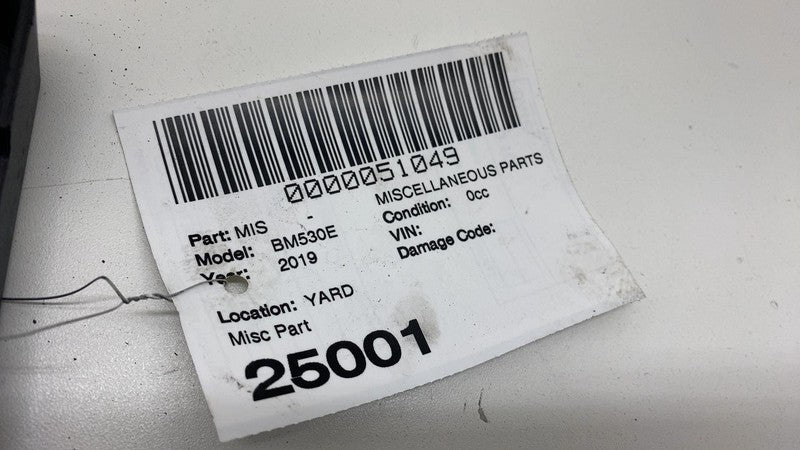 0000051049
Part: MIS - MISCELLANEOUS PARTS
Model: BM530E Condition: 0cc
Year: 2019 VIN:
Damage Code:
Location: YARD
Misc Part
25001